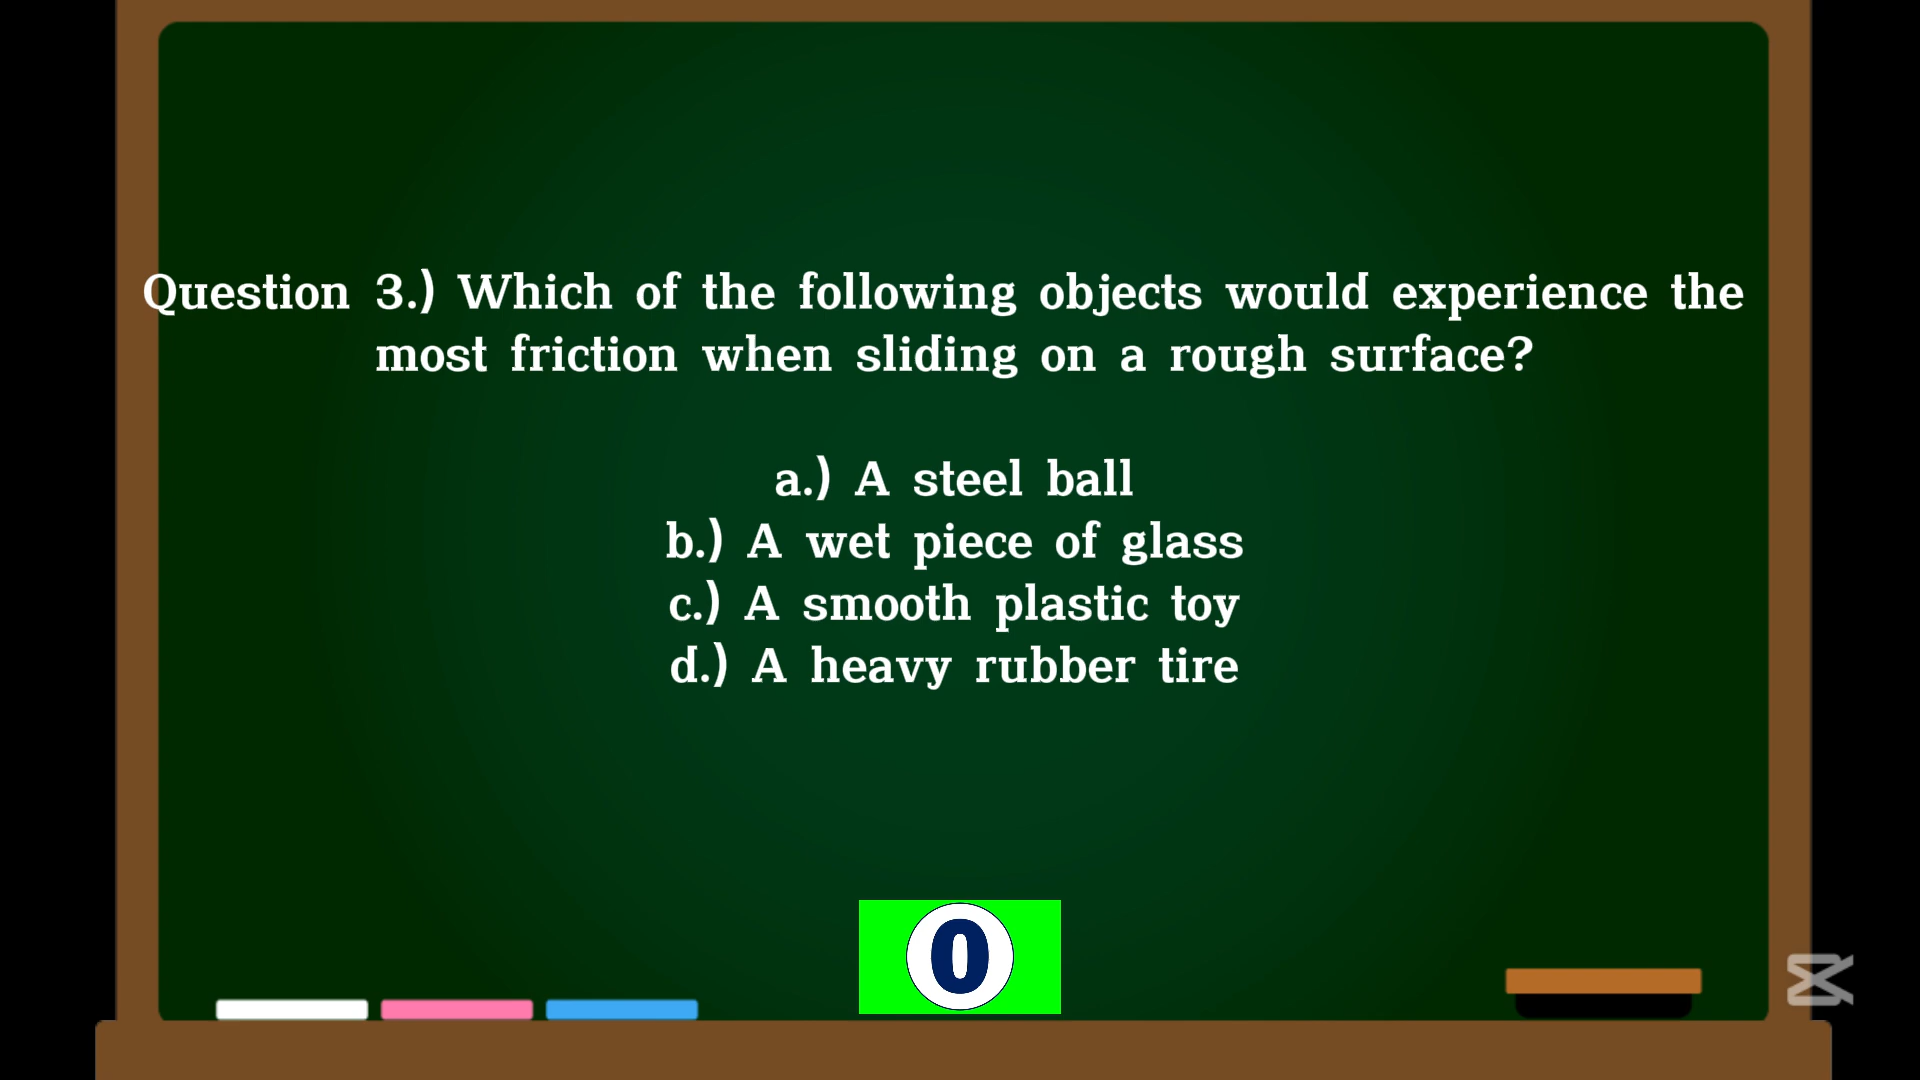 Question 3.) Which of the following objects would experience the
most friction when sliding on a rough surface?
a.) A steel ball
b.) A wet piece of glass
c.) A smooth plastic toy
d.) A heavy rubber tire
0